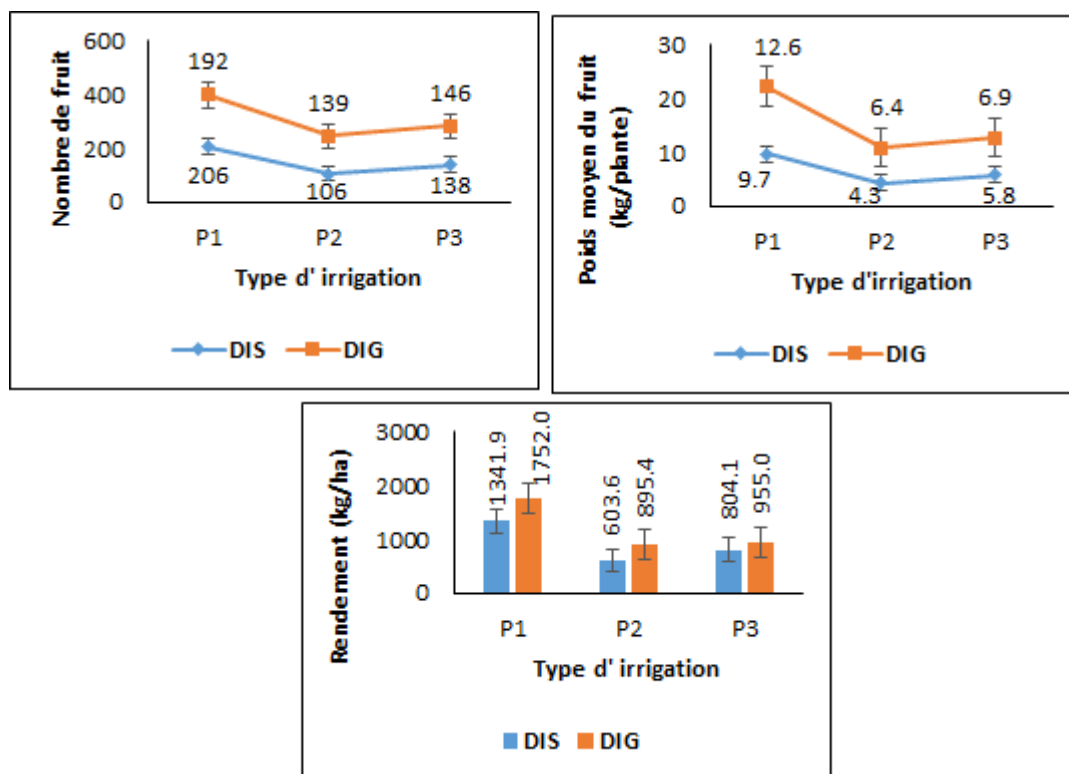 Nombre de fruit
600
400
200
0
192
139
146
206
106
138
P1 P2 P3
Type d' irrigation
DIS DIG
Poids moyen du fruit
(kg/plante)
30
20
10
0
12.6
6.4
6.9
9.7
4.3
5.8
P1 P2 P3
Type d'irrigation
DIS DIG
Rendement (kg/ha)
3000
2000
1000
0
1341.9
1752.0
603.6
895.4
804.1
955.0
P1 P2 P3
Type d' irrigation
DIS DIG